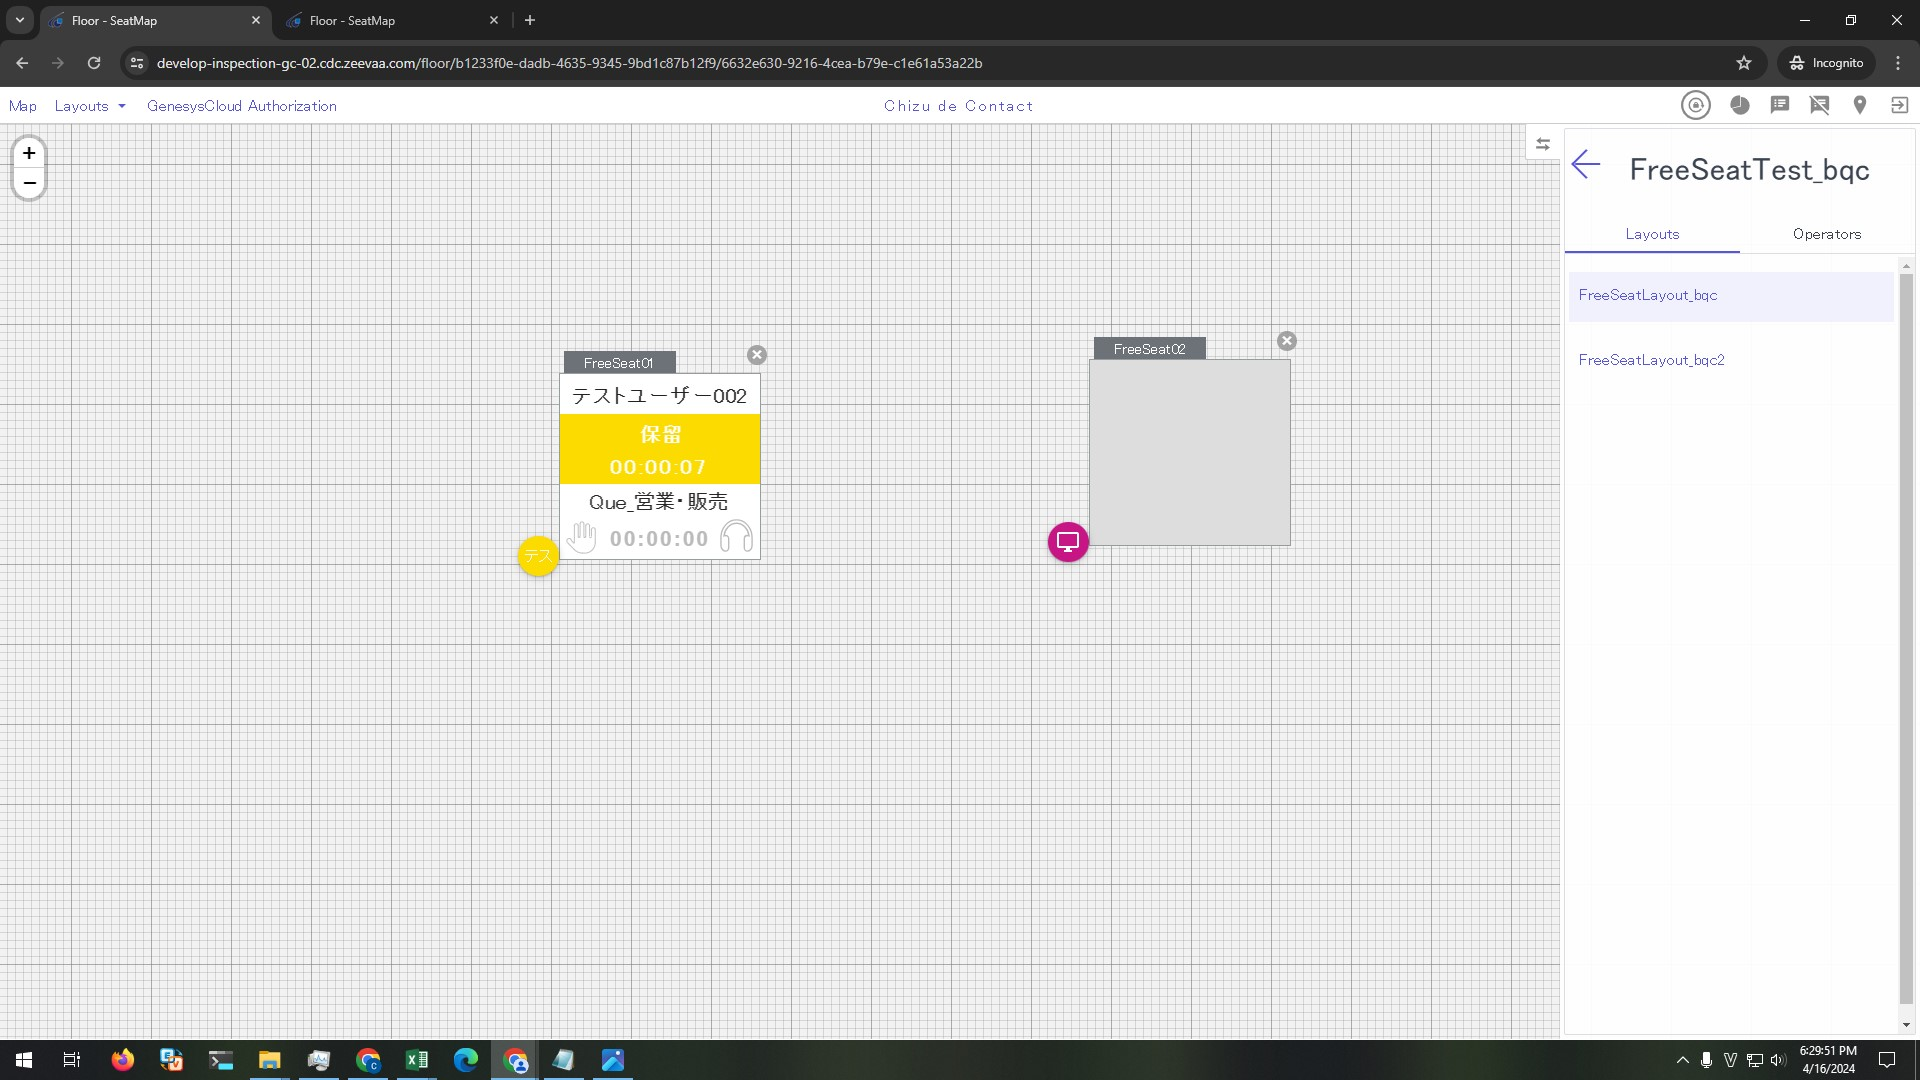 Floor - SeatMap
Floor - SeatMap
develop-inspection-gc-02.cdc.zeevaa.com/floor/b1233f0e-dadb-4635-9345-9bd1c87b12f9/6632e630-9216-4cea-b79e-c1e61a53a22b
Incognito
Map
Layouts
GenesysCloud Authorization
Chizu de Contact
+
−
FreeSeatTest_bqc
Layouts
Operators
FreeSeatLayout_bqc
FreeSeatLayout_bqc2
FreeSeat01
テストユーザー002
保留
00:00:07
Que_営業・販売
00:00:00
テス
FreeSeat02
6:29:51 PM
4/16/2024